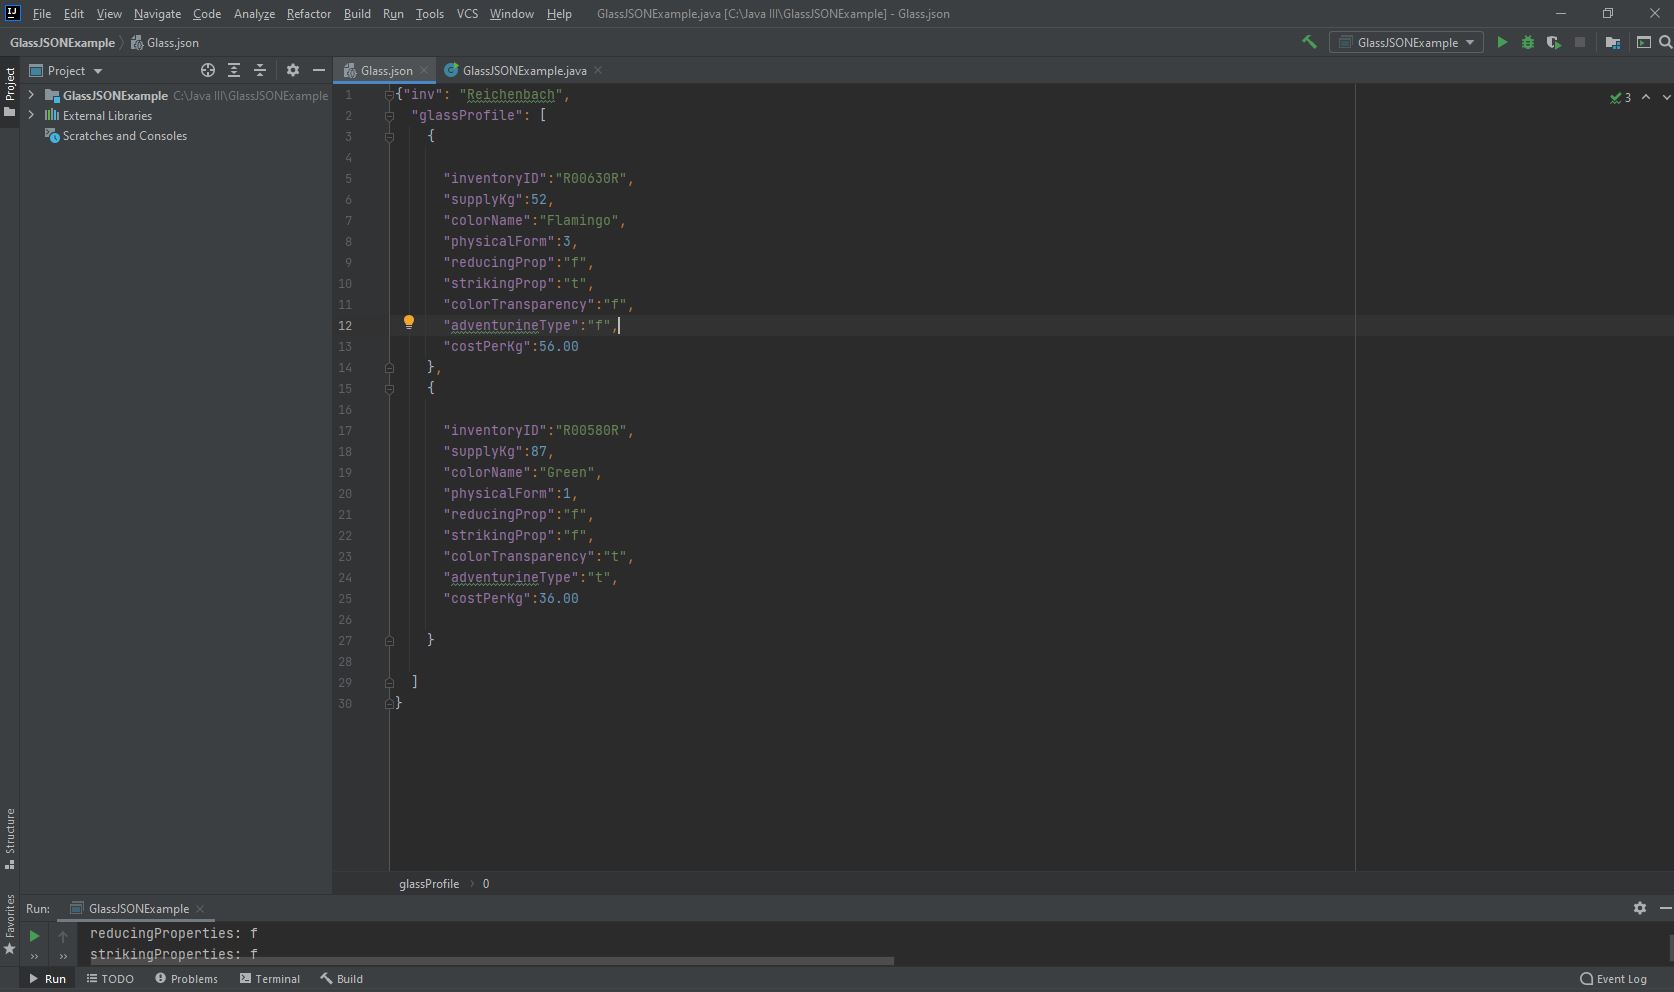 File Edit View Navigate Code Analyze Refactor Build Run Tools VCS Window Help GlassJSONExample.java [C:\Java III\GlassJSONExample] - Glass.json
GlassJSONExample Glass.json GlassJSONExample
Project Project Glass.json GlassJSONExample.java
GlassJSONExample C:\Java III\GlassJSONExample
External Libraries
Scratches and Consoles
3
1 {"inv": "Reichenbach",
2 "glassProfile": [
3 {
4
5 "inventoryID":"R00630R",
6 "supplyKg":52,
7 "colorName":"Flamingo",
8 "physicalForm":3,
9 "reducingProp":"f",
10 "strikingProp":"t",
11 "colorTransparency":"f",
12 "adventurineType":"f",
13 "costPerKg":56.00
14 },
15 {
16
17 "inventoryID":"R00580R",
18 "supplyKg":87,
19 "colorName":"Green",
20 "physicalForm":1,
21 "reducingProp":"f",
22 "strikingProp":"f",
23 "colorTransparency":"t",
24 "adventurineType":"t",
25 "costPerKg":36.00
26
27 }
28
29 ]
30 }
Structure
Favorites
glassProfile 0
Run: GlassJSONExample
reducingProperties: f
strikingProperties: f
Run TODO Problems Terminal Build Event Log